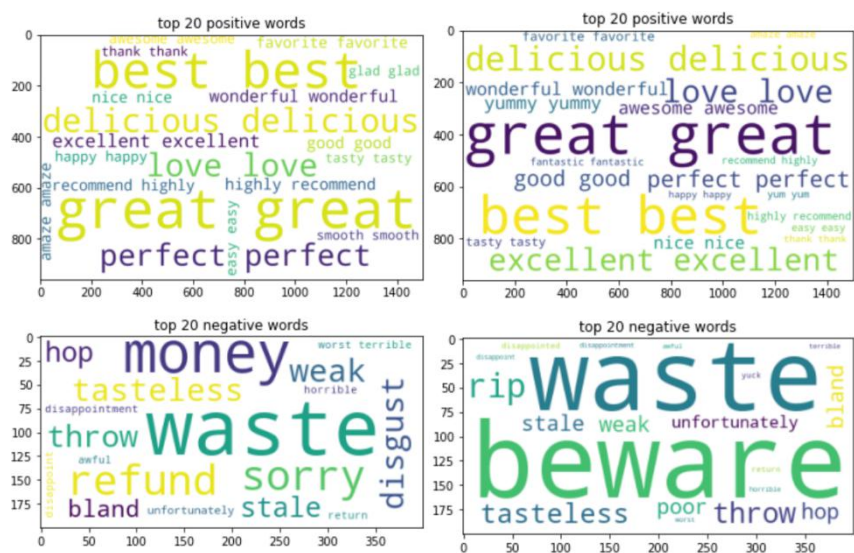 top 20 positive words
0
200
400
600
800
0
200
400
600
800
1000
1200
1400
awesome awesome
favorite favorite
thank thank
best best
glad glad
nice nice
wonderful wonderful
delicious delicious
excellent excellent
good good
happy happy
love love
tasty tasty
recommend highly
highly recommend
amaze amaze
great great
easy easy
smooth smooth
perfect perfect
top 20 positive words
0
200
400
600
800
0
200
400
600
800
1000
1200
1400
favorite favorite
amaze amaze
delicious delicious
wonderful wonderful
love love
yummy yummy
awesome awesome
great great
fantastic fantastic
recommend highly
good good
perfect perfect
happy happy
yum yum
best best
highly recommend
easy easy
tasty tasty
nice nice
thank thank
excellent excellent
top 20 negative words
0
25
50
75
100
125
150
175
0
50
100
150
200
250
300
350
hop
money
worst terrible
weak
tasteless
horrible
disappointment
disgust
throw
waste
awful
disappoint
refund
sorry
bland
unfortunately
stale
return
top 20 negative words
0
25
50
75
100
125
150
175
0
50
100
150
200
250
300
350
disappointed
disappointment
awful
terrible
disappoint
waste
yuck
rip
bland
stale
weak
unfortunately
beware
return
horrible
tasteless
poor
worst
throw
hop